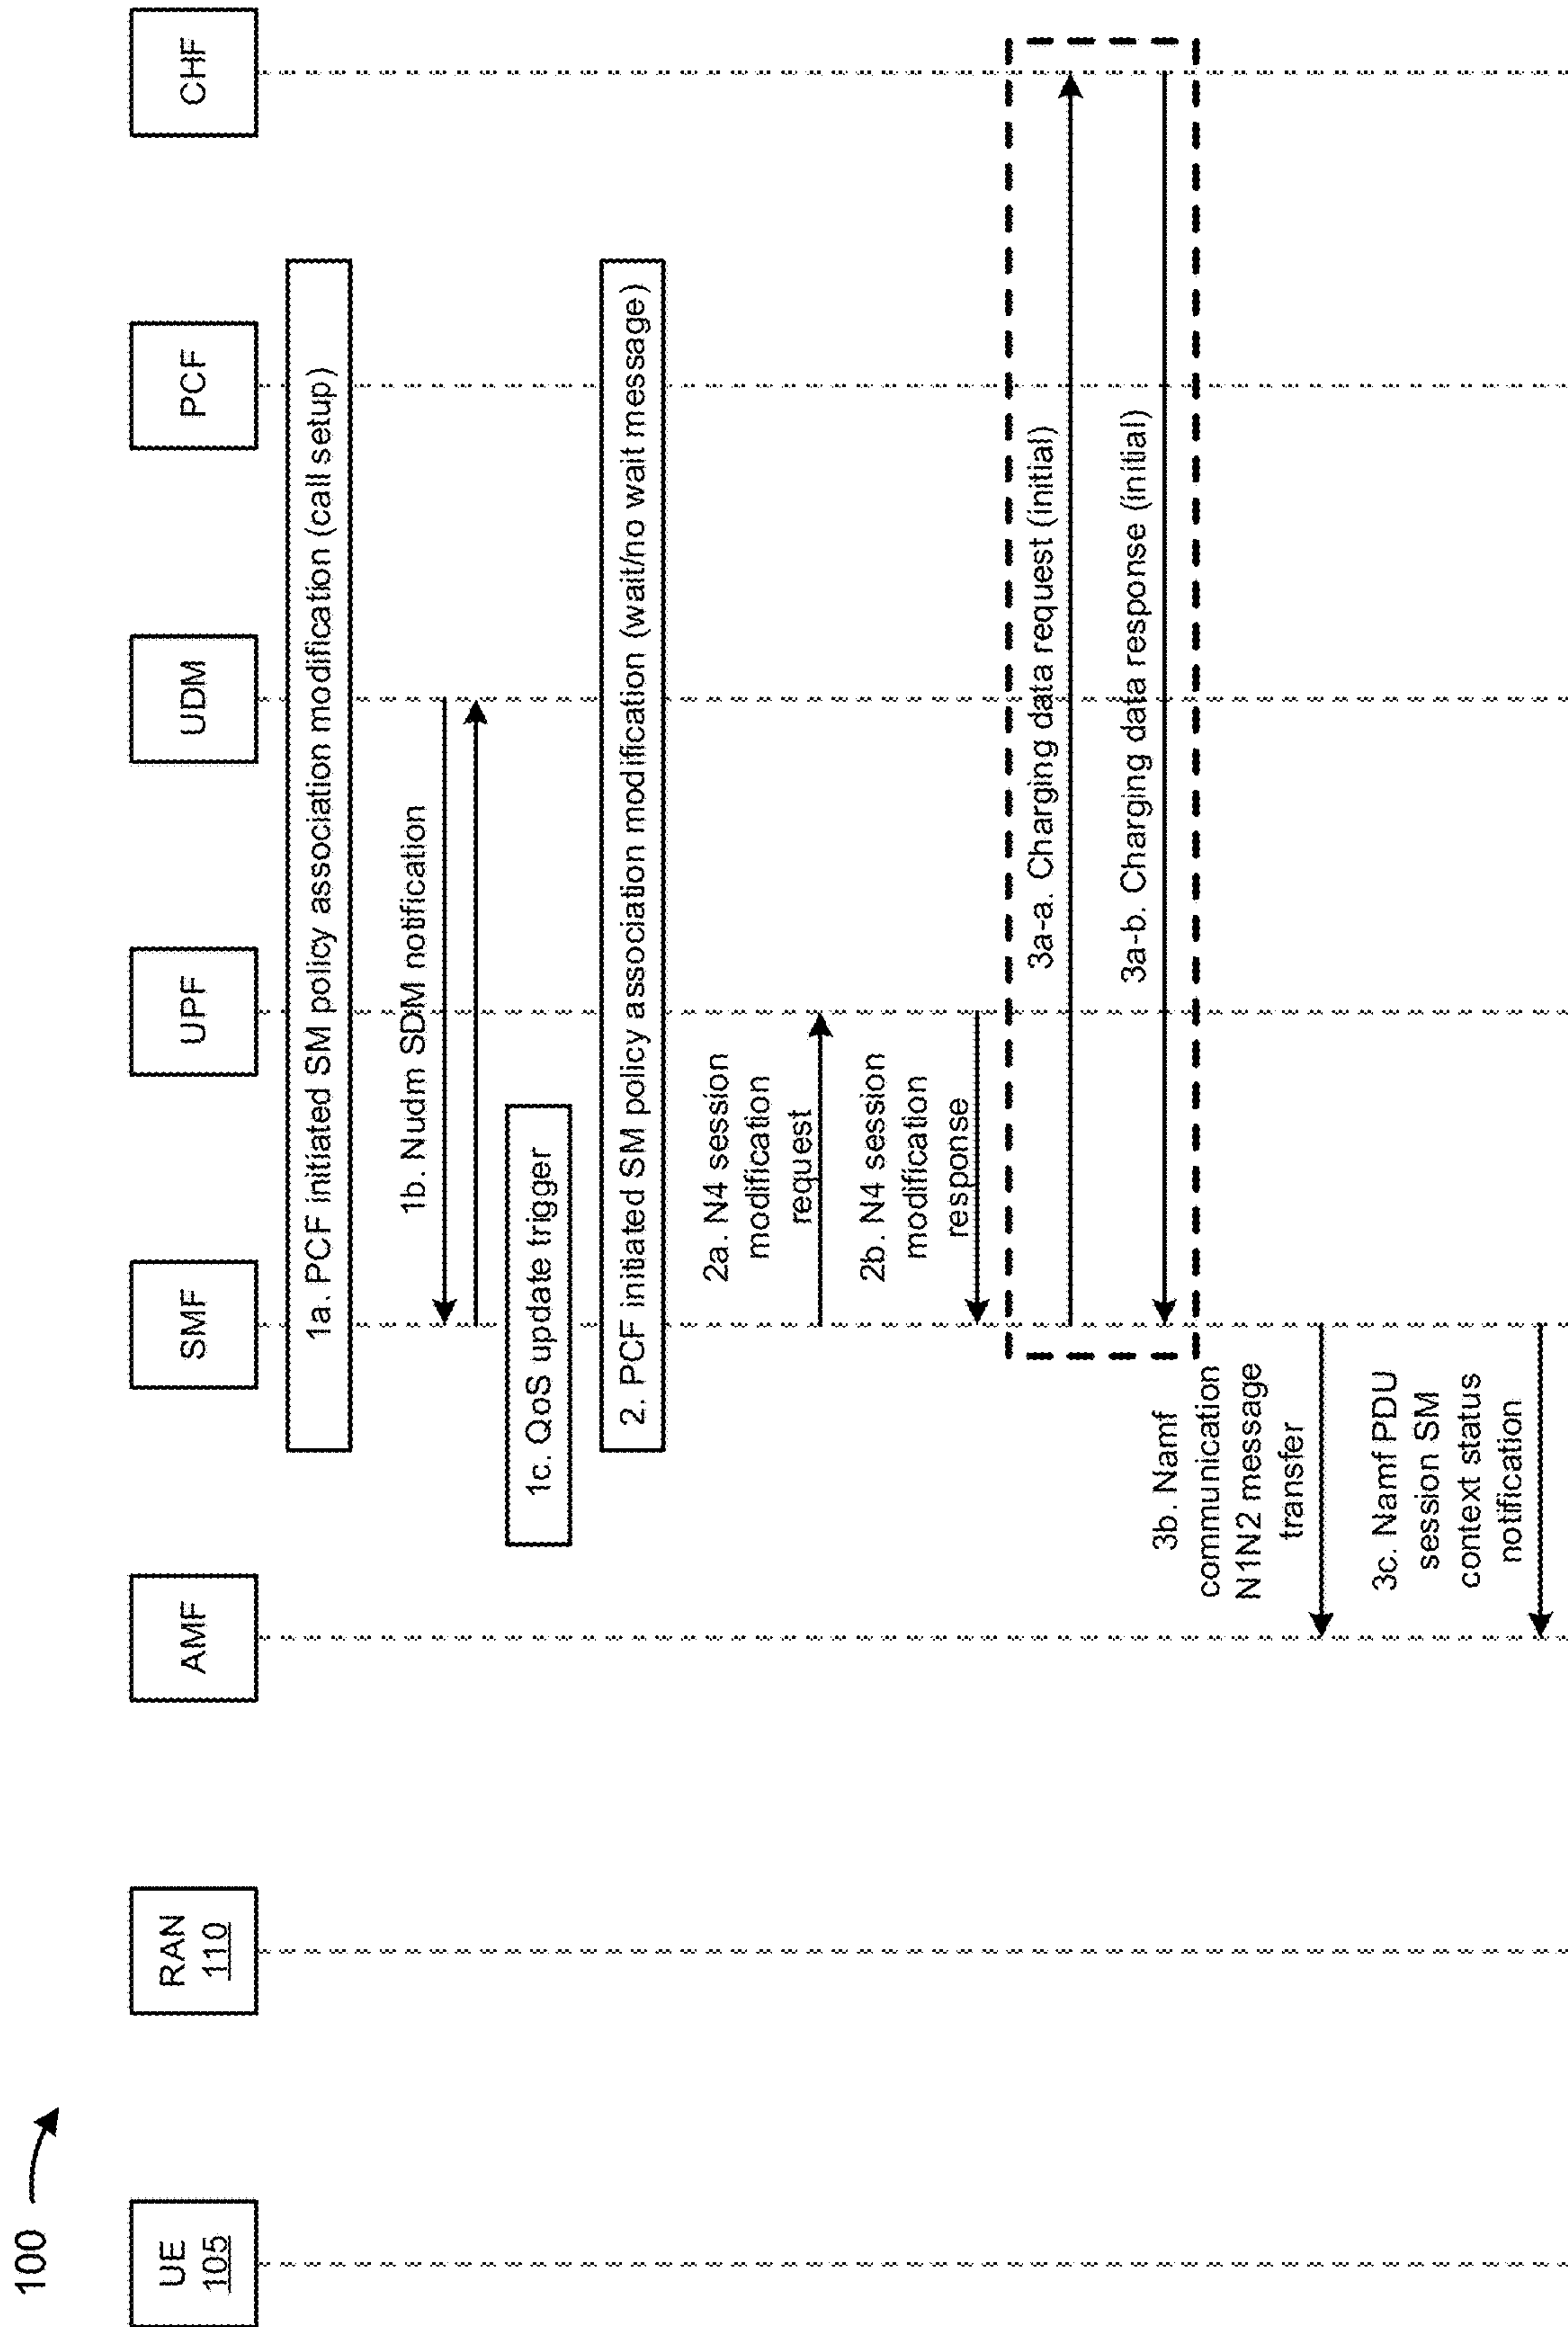 100
UE
105
RAN
110
AMF
SMF
UPF
UDM
PCF
CHF
1a. PCF initiated SM policy association modification (call setup)
1b. Nudm SDM notification
1c. QoS update trigger
2. PCF initiated SM policy association modification (wait/no wait message)
2a. N4 session
modification
request
2b. N4 session
modification
response
3a-a. Charging data request (initial)
3a-b. Charging data response (initial)
3b. Namf
communication
N1N2 message
transfer
3c. Namf PDU
session SM
context status
notification